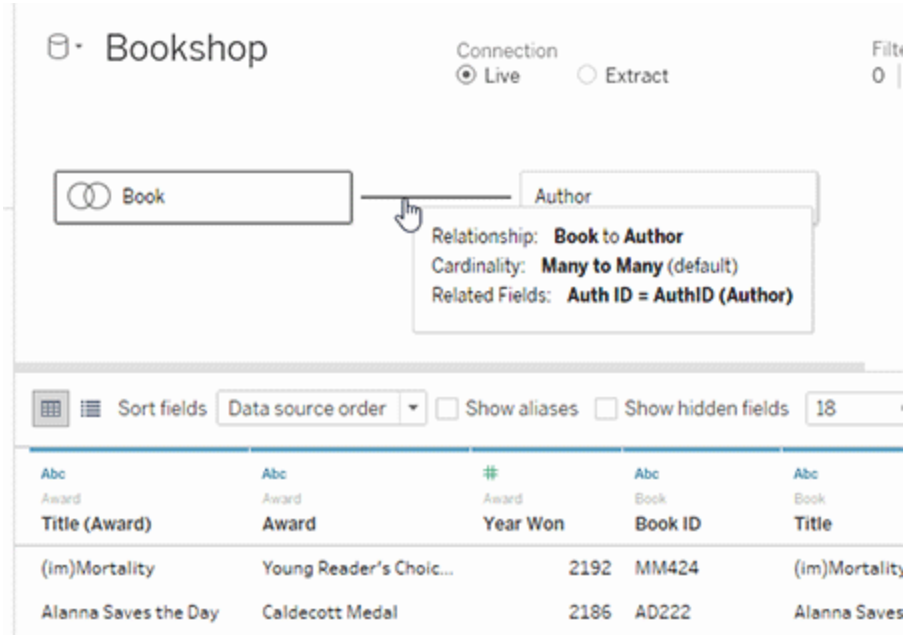 Bookshop
Connection
Live Extract
0
Book
Author
Relationship: Book to Author
Cardinality: Many to Many (default)
Related Fields: Auth ID = AuthID (Author)
Sort fields Data source order Show aliases Show hidden fields 18
Abc Abc # Abc Abc
Award Award Award Book Book
Title (Award) Award Year Won Book ID Title
(im)Mortality Young Reader's Choic... 2192 MM424 (im)Mortality
Alanna Saves the Day Caldecott Medal 2186 AD222 Alanna Saves